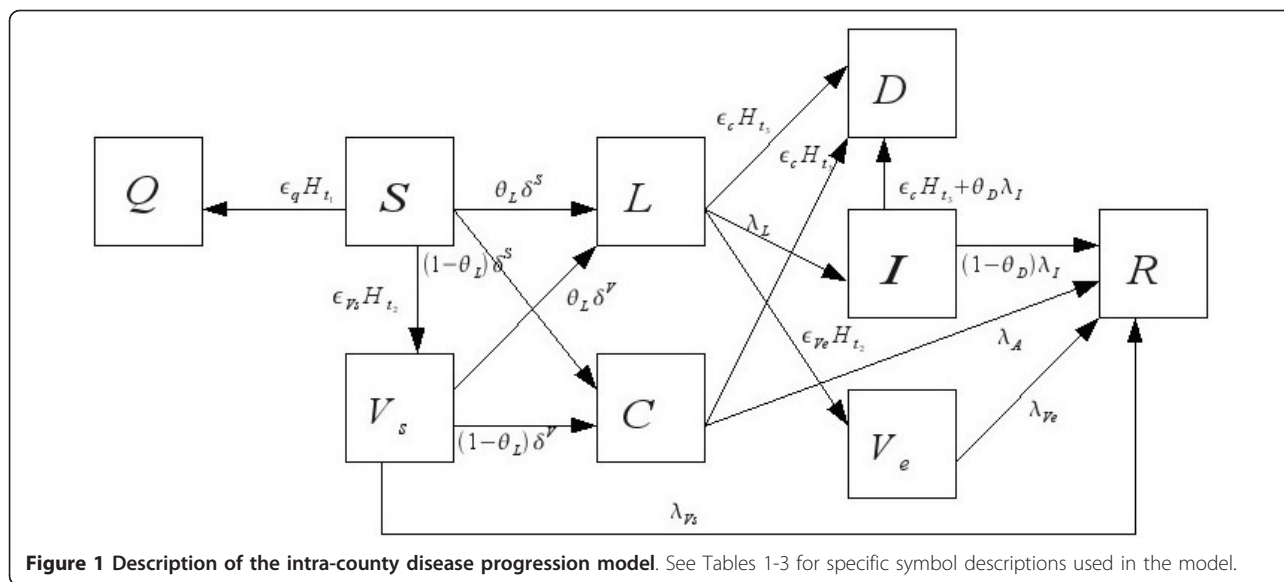 D
ϵ_c H_{t_3}
ϵ_c H_t
Q
ϵ_q H_{t_1}
S
θ_L δ^S
L
ϵ_c H_{t_3} + θ_D λ_I
λ_L
(1−θ_L) δ^S
I
(1−θ_D) λ_I
R
ϵ_{Vs} H_{t_2}
θ_L δ^V
ϵ_{Ve} H_{t_2}
λ_A
V_s
C
(1−θ_L) δ^V
λ_{Ve}
V_e
λ_{Vs}
Figure 1 Description of the intra-county disease progression model. See Tables 1-3 for specific symbol descriptions used in the model.